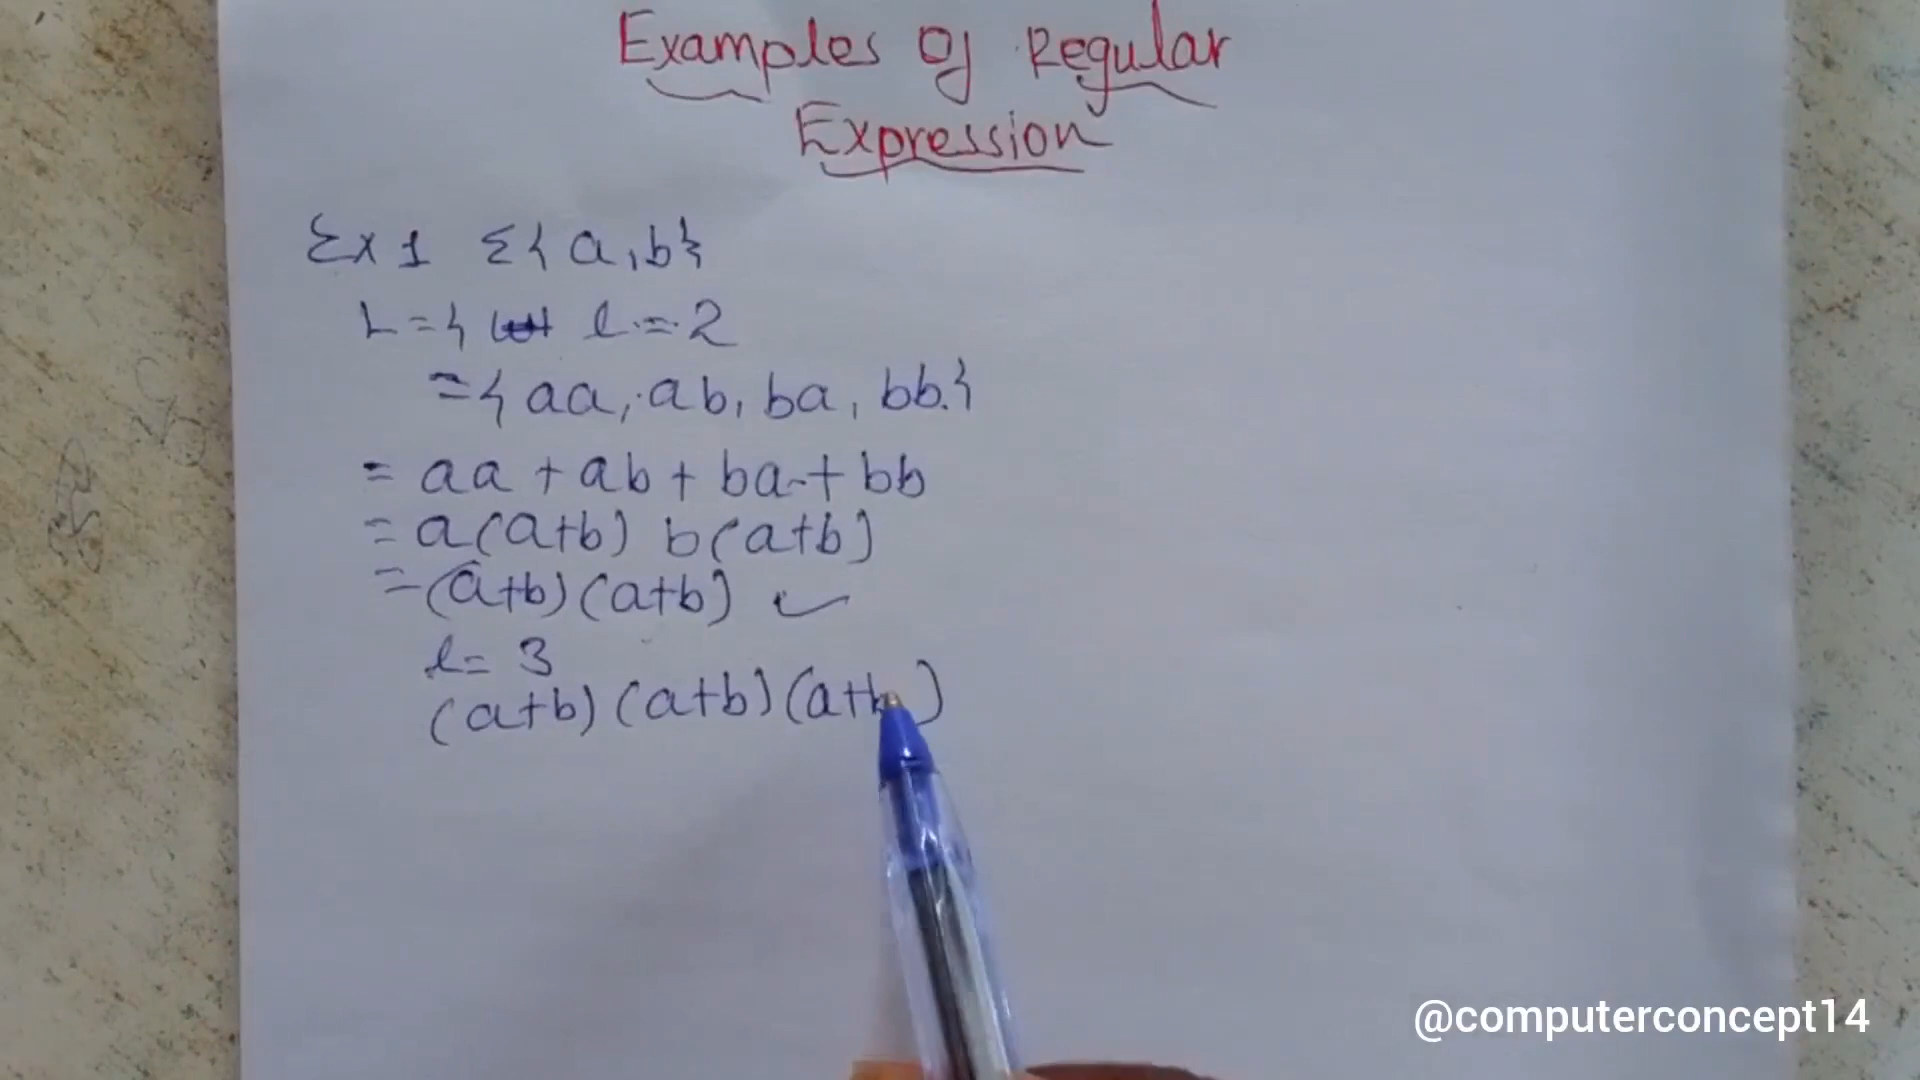 Examples Of Regular
Expression
Ex 1 Σ{a,b}
L={ l=2
={aa, ab, ba, bb.}
= aa + ab + ba + bb
= a(a+b) b(a+b)
=(a+b)(a+b) ✓
l= 3
(a+b)(a+b)(a+b)
@computerconcept14